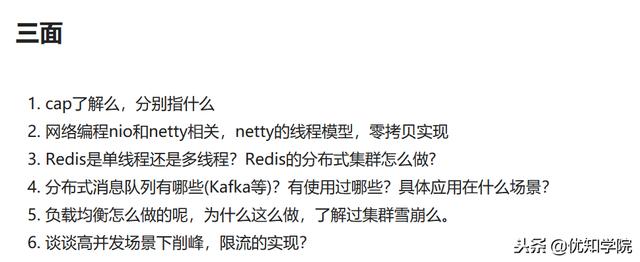 三面
1. cap了解么，分别指什么
2. 网络编程nio和netty相关，netty的线程模型，零拷贝实现
3. Redis是单线程还是多线程？Redis的分布式集群怎么做?
4. 分布式消息队列有哪些(Kafka等)？有使用过哪些？具体应用在什么场景？
5. 负载均衡怎么做的呢，为什么这么做，了解过集群雪崩么。
6. 谈谈高并发场景下削峰，限流的实现？
头条 @优知学院